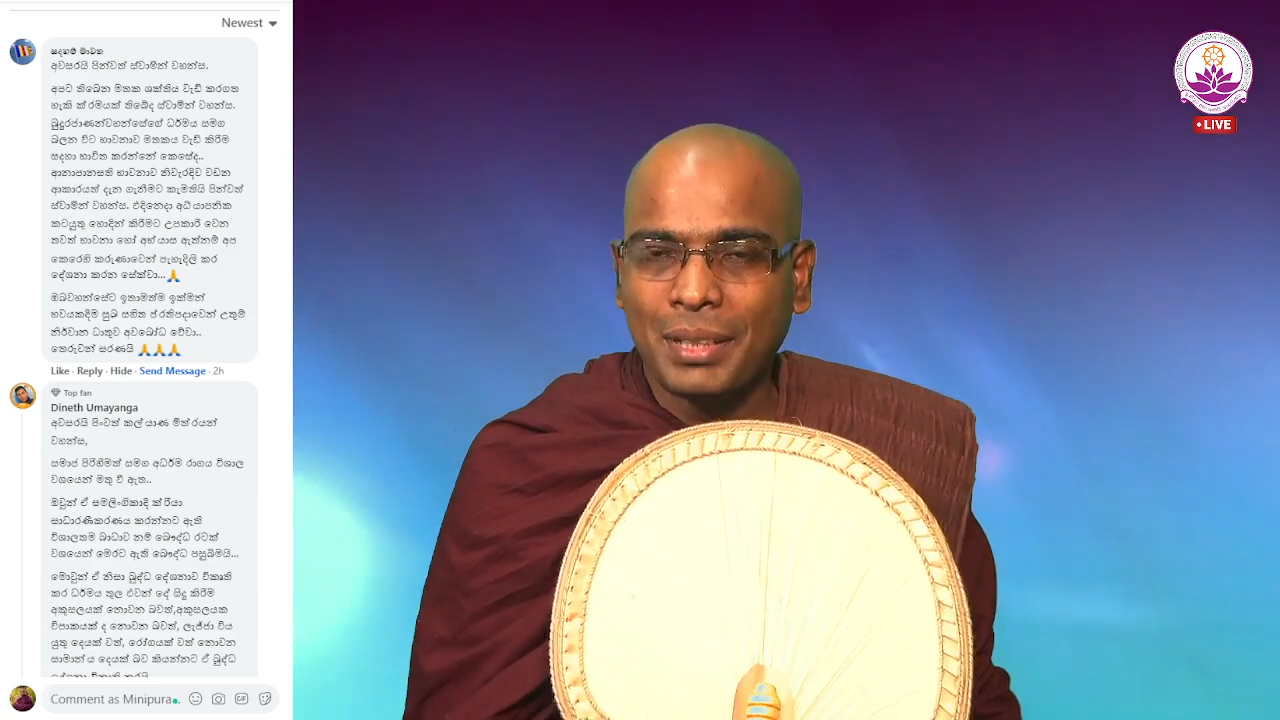 Newest
සදහම් මාවත
අවසරයි පින්වත් ස්වාමීන් වහන්ස.
අපට තිබෙන මතක ශක්තිය වැඩි කරගත
හැකි ක්‍රමයක් තිබේද ස්වාමීන් වහන්ස.
බුදුරජාණන්වහන්සේගේ ධර්මය සමග
බලන විට භාවනාව මතකය වැඩි කිරීම
සදහා භාවිත කරන්නේ කෙසේද..
ආනාපානසති භාවනාව නිවැරදිව වඩන
ආකාරයත් දැන ගැනීමට කැමතියි පින්වත්
ස්වාමීන් වහන්ස. එදිනෙදා අධ්‍යාපනික
කටයුතු හොදින් කිරීමට උපකාරී වෙන
තවත් භාවනා හෝ අභ්‍යාස ඇත්නම් අප
කෙරෙහි කරුණාවෙන් පැහැදිලි කර
දේශනා කරන සේක්වා...🙏
ඔබවහන්සේට ඉතාමත්ම ඉක්මන්
භවයකදීම සුඛ සහිත ප්‍රතිපදාවෙන් උතුම්
නිර්වාන ධාතුව අවබෝධ වේවා..
තෙරුවන් සරණයි 🙏🙏🙏
Like · Reply · Hide · Send Message · 2h
Top fan
Dineth Umayanga
අවසරයි පිංවත් කල්‍යාණ මිත්‍රයන්
වහන්ස,
සමාජ පිරිහීමත් සමග අධර්ම රාගය විශාල
වශයෙන් මතු වී ඇත..
ඔවුන් ඒ සමලිංගිකාදී ක්‍රියා
සාධාරණීකරණය කරන්නට ඇති
විශාලතම බාධාව නම් බෞද්ධ රටක්
වශයෙන් මෙරට ඇති බෞද්ධ පසුබිමයි...
මොවුන් ඒ නිසා බුද්ධ දේශනාව විකෘති
කර ධර්මය තුල එවන් දේ සිදු කිරීම
අකුසලයක් නොවන බවත්,අකුසලයක
විපාකයක් ද නොවන බවත්, ලැජ්ජා විය
යුතු දෙයක් වත්, රෝගයක් වත් නොවන
සාමාන්‍ය දෙයක් බව කියන්නට ඒ බුද්ධ
Comment as Minipura
LIVE